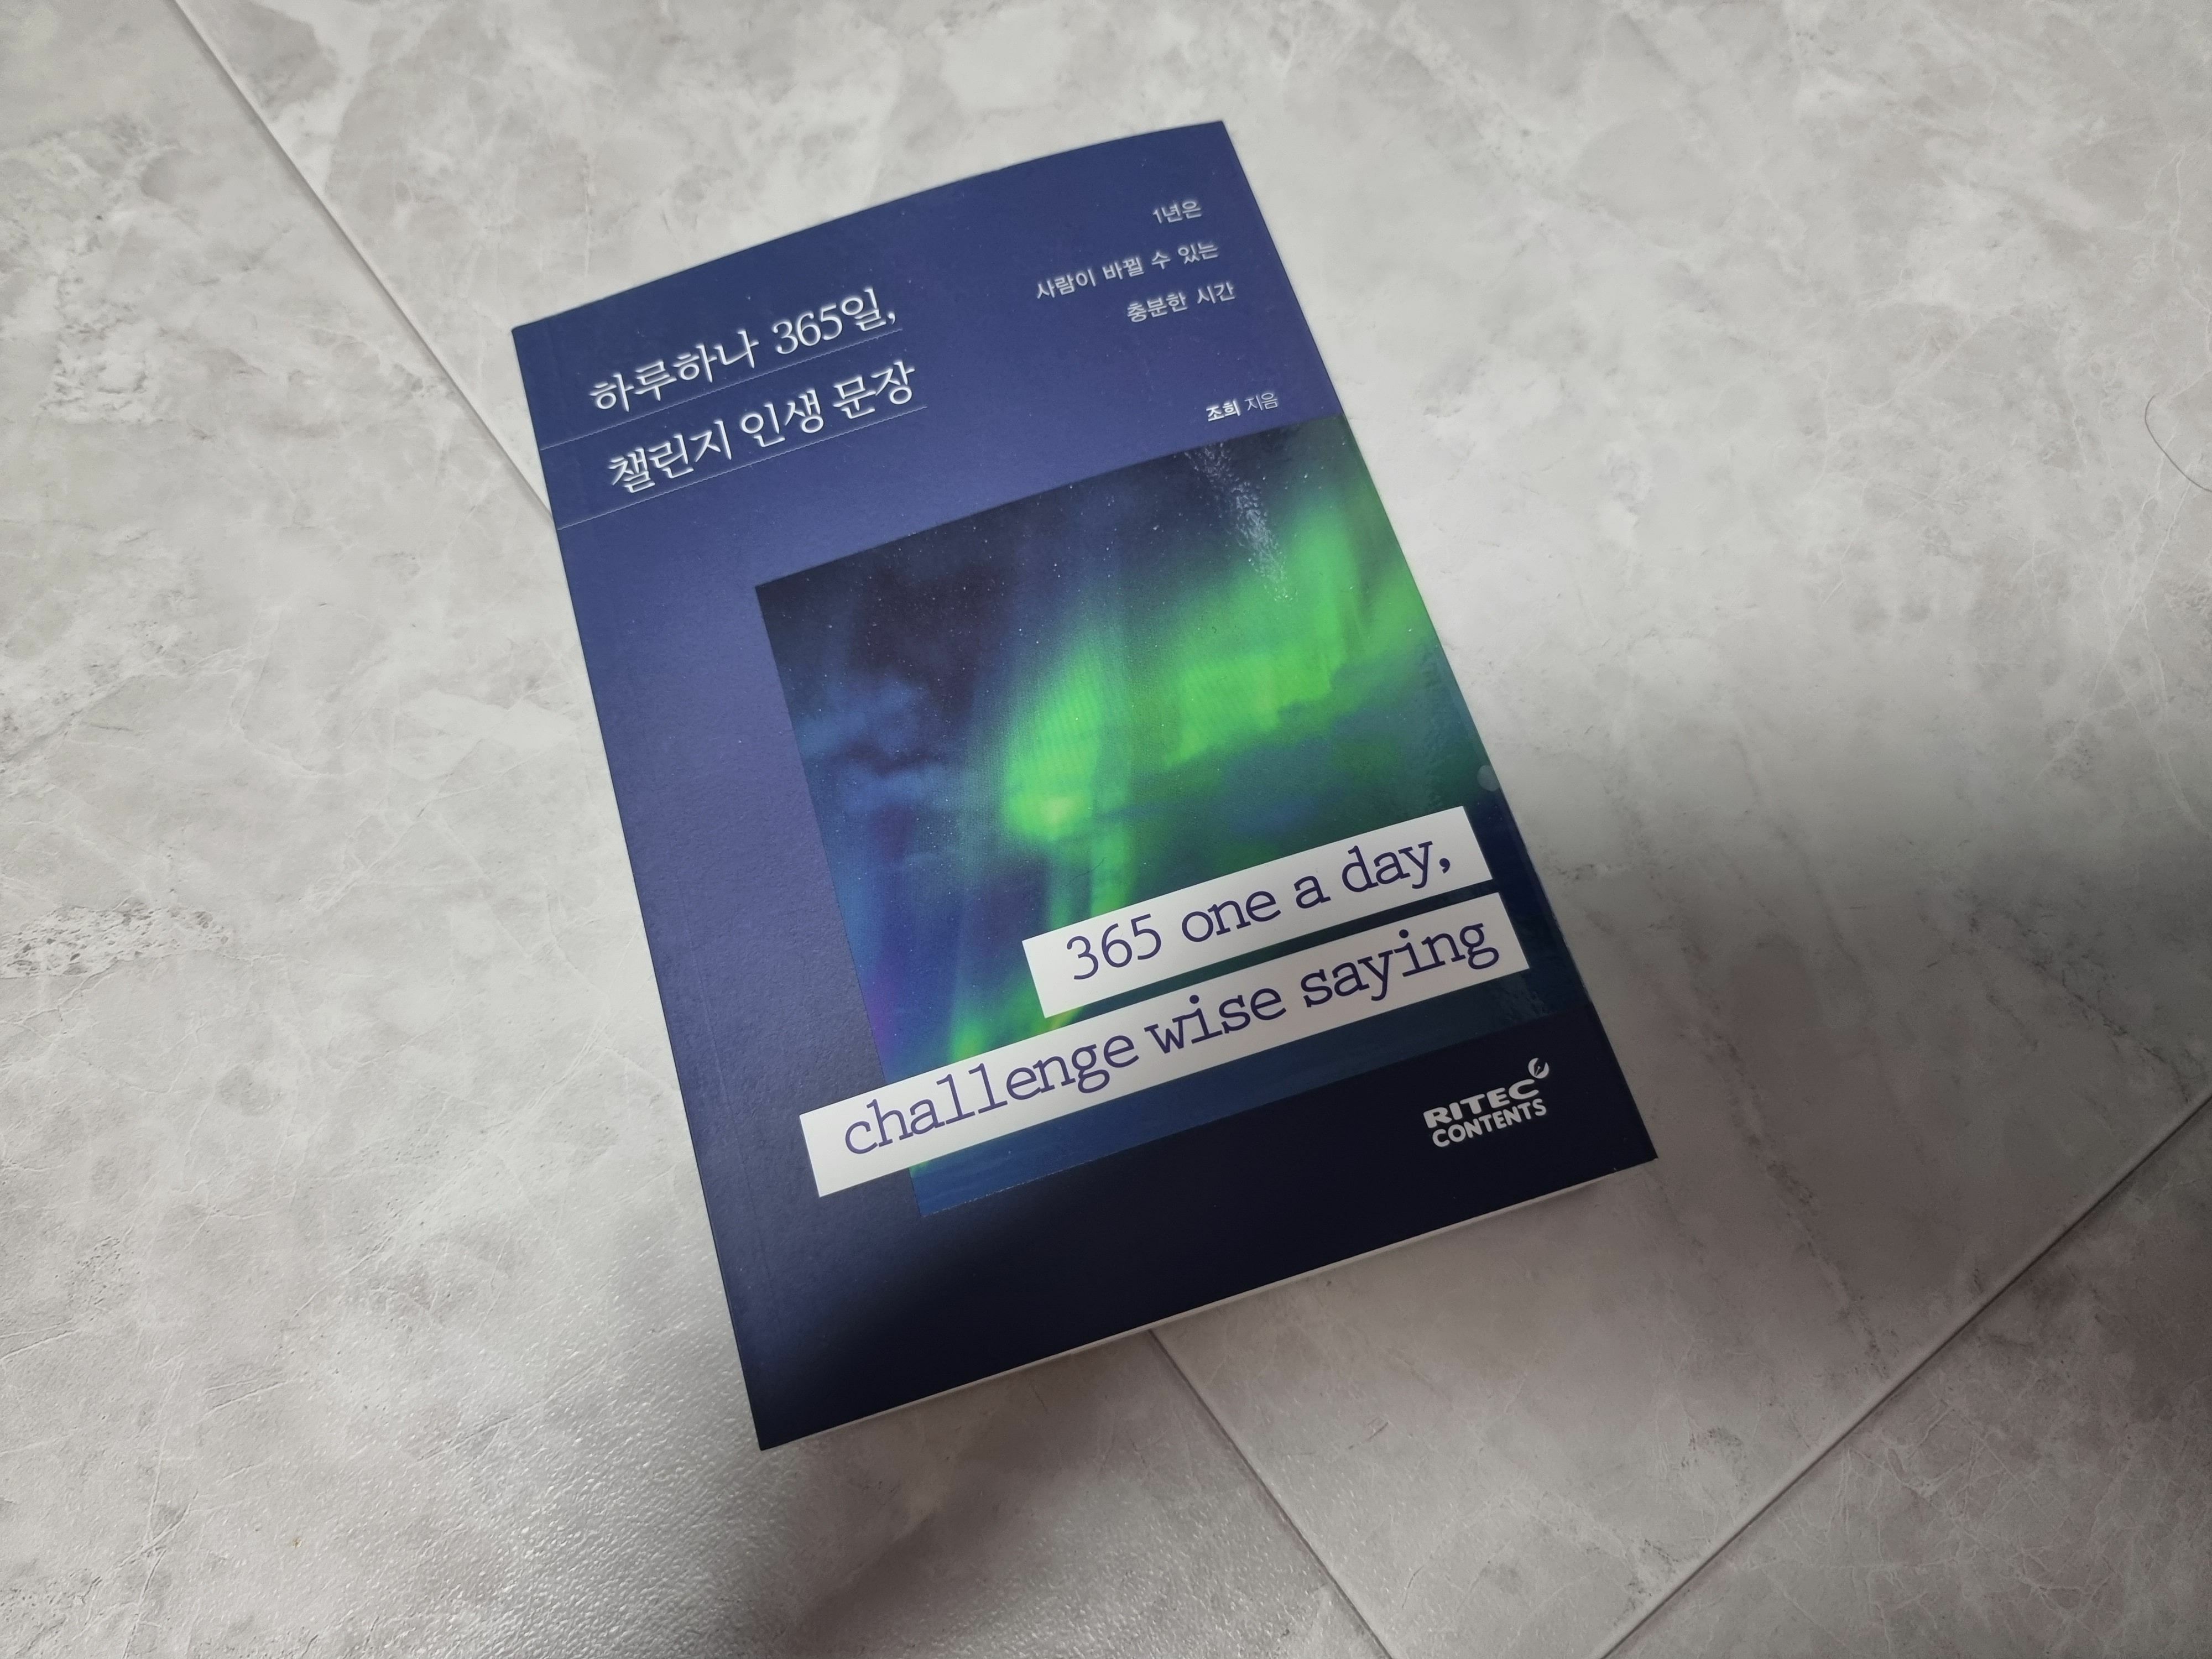 하루하나 365일,
챌린지 인생 문장
1년은
사람이 바뀔 수 있는
충분한 시간
조희 지음
365 one a day,
challenge wise saying
RITEC
CONTENTS